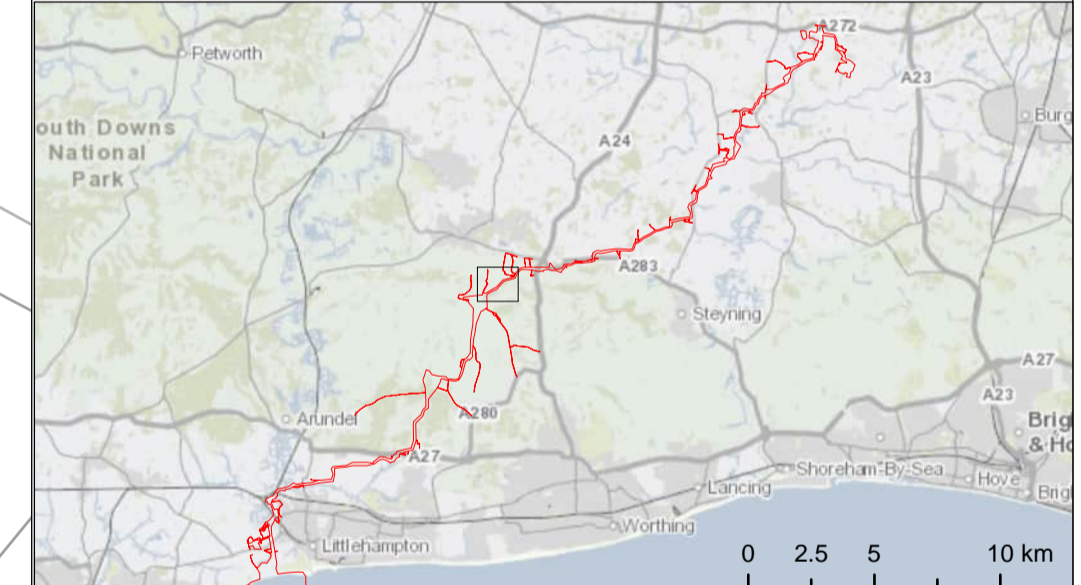 A272
Petworth
A23
Burg
outh Downs
National
Park
A24
A283
Steyning
A27
A23
Arundel
A280
Brig
& Ho
A27
Shoreham-By-Sea
Hove
Lancing
Brig
Worthing
Littlehampton
0 2.5 5 10 km